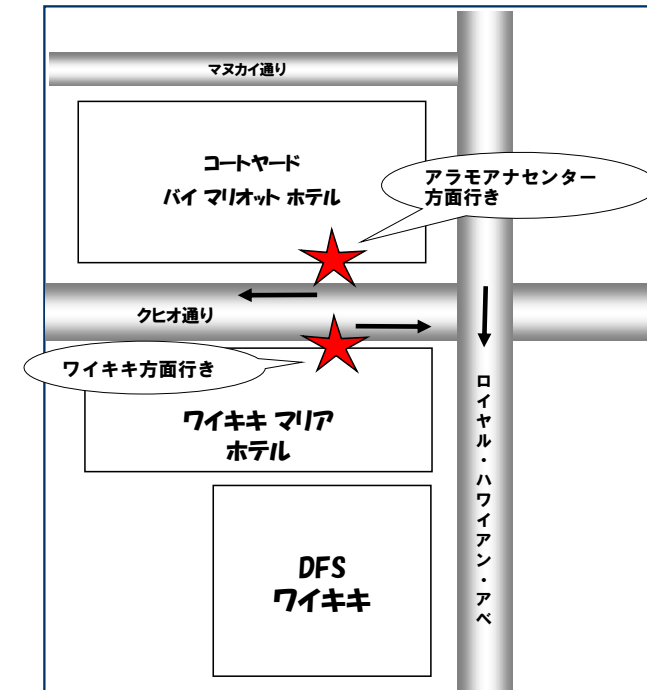 マヌカイ通り
コートヤード
バイ マリオット ホテル
アラモアナセンター
方面行き
クヒオ通り
ワイキキ方面行き
ワイキキ マリア
ホテル
ロイヤル・ハワイアン・アベ
DFS
ワイキキ